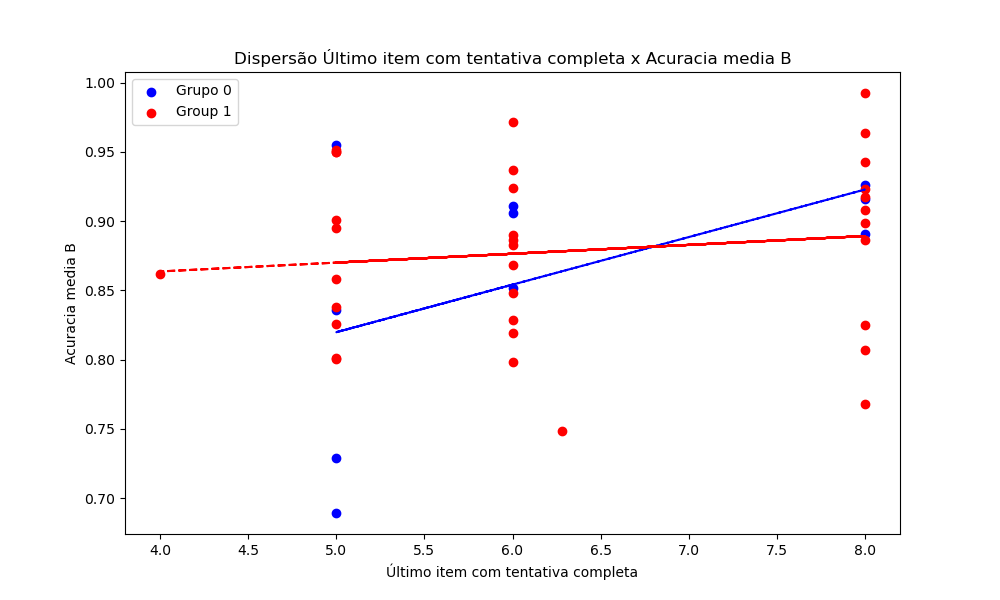 Dispersão Último item com tentativa completa x Acuracia media B
Grupo 0
Group 1
1.00
0.95
0.90
0.85
0.80
0.75
0.70
Acuracia media B
4.0 4.5 5.0 5.5 6.0 6.5 7.0 7.5 8.0
Último item com tentativa completa